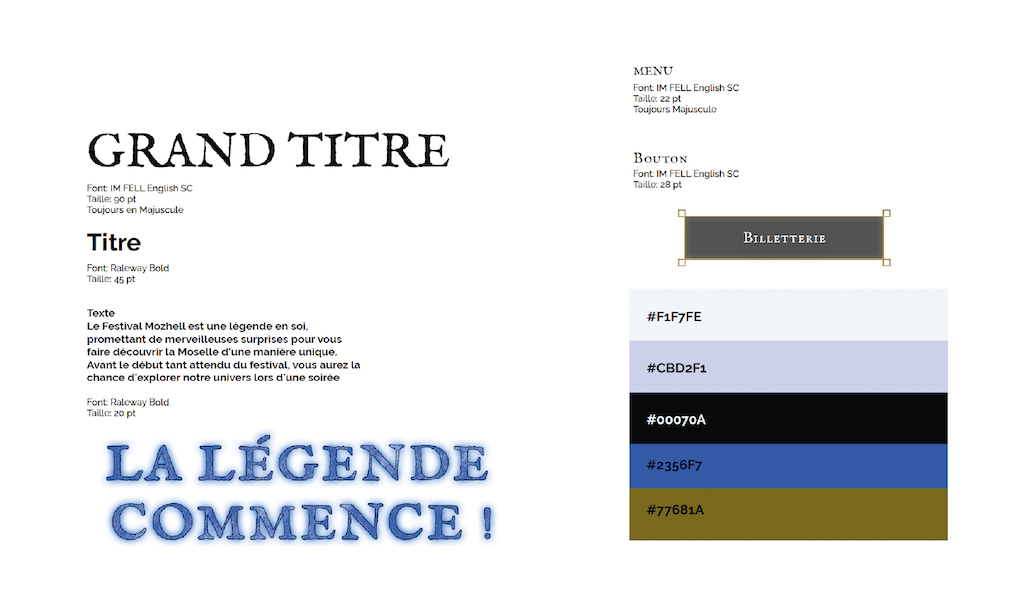 GRAND TITRE
Font: IM FELL English SC
Taille: 90 pt
Toujours en Majuscule
Titre
Font: Raleway Bold
Taille: 45 pt
Texte
Le Festival Mozhell est une légende en soi,
promettant de merveilleuses surprises pour vous
faire découvrir la Moselle d'une manière unique.
Avant le début tant attendu du festival, vous aurez la
chance d'explorer notre univers lors d'une soirée
Font: Raleway Bold
Taille: 20 pt
LA LÉGENDE
COMMENCE !
MENU
Font: IM FELL English SC
Taille: 22 pt
Toujours Majuscule
Bouton
Font: IM FELL English SC
Taille: 28 pt
Billetterie
#F1F7FE
#CBD2F1
#00070A
#2356F7
#77681A